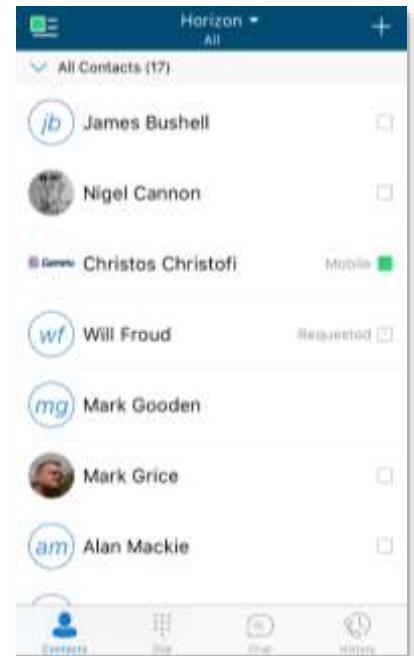 Horizon
All
All Contacts (17)
jb James Bushell
Nigel Cannon
Gamma Christos Christofi Mobile
wf Will Froud Requested
mg Mark Gooden
Mark Grice
am Alan Mackie
Contacts Dial Chat History